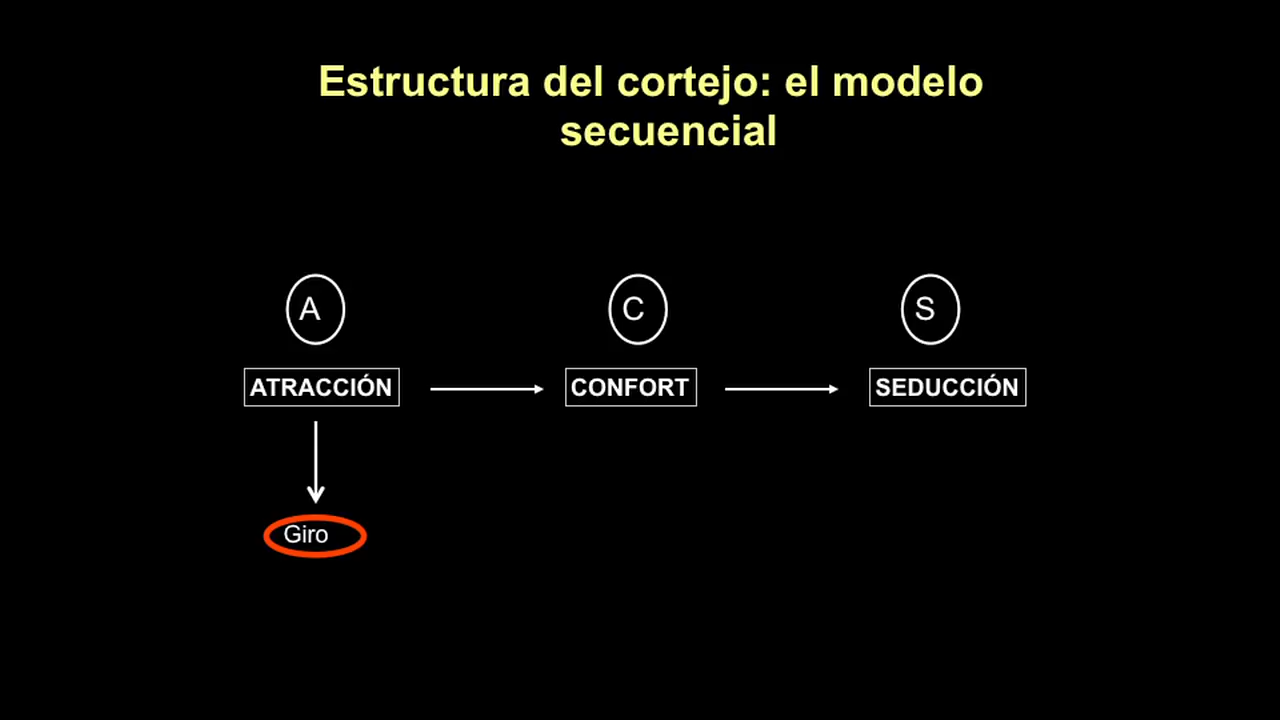 Estructura del cortejo: el modelo
secuencial
A C S
ATRACCIÓN CONFORT SEDUCCIÓN
Giro